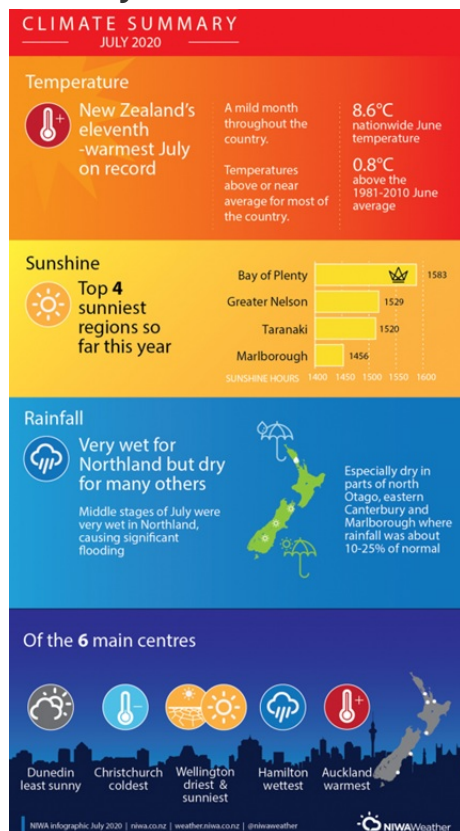 CLIMATE SUMMARY
JULY 2020
Temperature
New Zealand's
eleventh
-warmest July
on record
A mild month
throughout the
country.
Temperatures
above or near
average for most of
the country.
8.6°C
nationwide June
temperature
0.8°C
above the
1981-2010 June
average
Sunshine
Top 4
sunniest
regions so
far this year
Bay of Plenty 1583
Greater Nelson 1529
Taranaki 1520
Marlborough 1456
SUNSHINE HOURS 1400 1450 1500 1550 1600
Rainfall
Very wet for
Northland but dry
for many others
Middle stages of July were
very wet in Northland,
causing significant
flooding
Especially dry in
parts of north
Otago, eastern
Canterbury and
Marlborough where
rainfall was about
10-25% of normal
Of the 6 main centres
Dunedin
least sunny
Christchurch
coldest
Wellington
driest &
sunniest
Hamilton
wettest
Auckland
warmest
NIWA infographic July 2020 | niwa.co.nz | weather.niwa.co.nz | @niwaweather
NIWAWeather